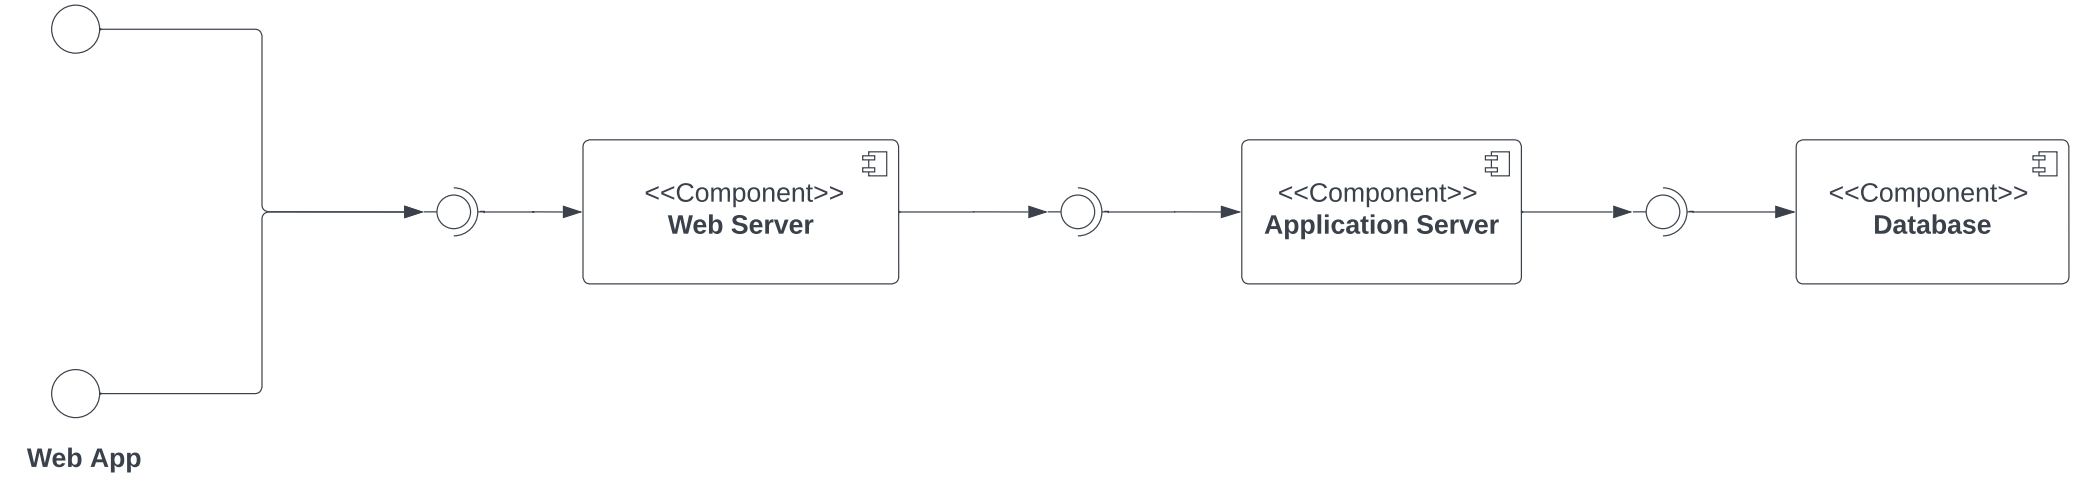 <<Component>>
Web Server
<<Component>>
Application Server
<<Component>>
Database
Web App